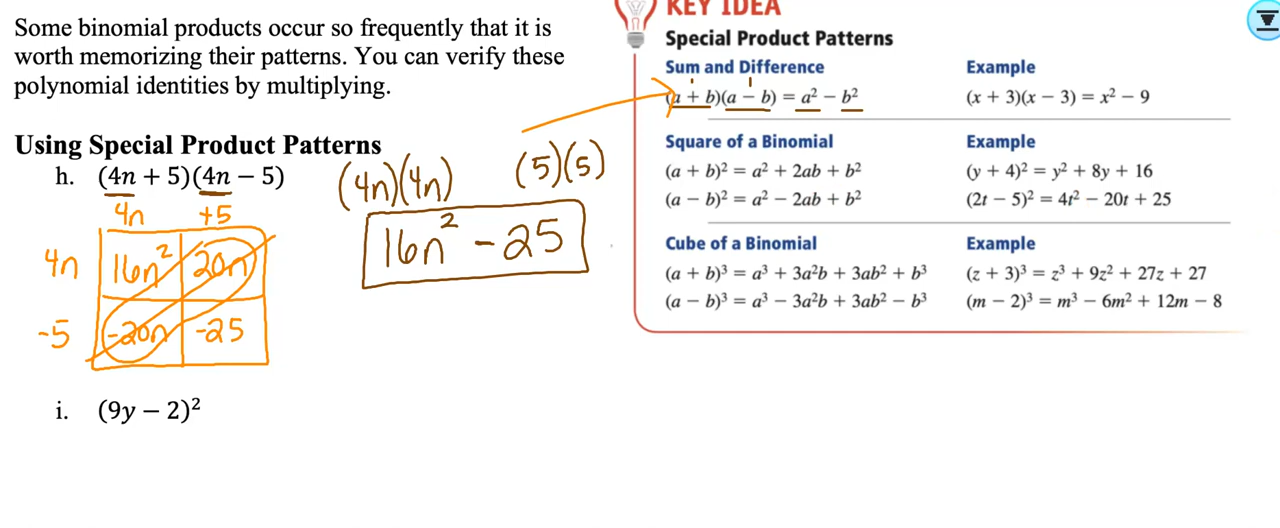 Some binomial products occur so frequently that it is
worth memorizing their patterns. You can verify these
polynomial identities by multiplying.
Using Special Product Patterns
h. (4n + 5)(4n − 5)
4n +5
4n 16n² 20n
-5 -20n -25
(4n)(4n) (5)(5)
16n² - 25
i. (9y − 2)²
KEY IDEA
Special Product Patterns
Sum and Difference Example
(a + b)(a − b) = a² − b² (x + 3)(x − 3) = x² − 9
Square of a Binomial Example
(a + b)² = a² + 2ab + b² (y + 4)² = y² + 8y + 16
(a − b)² = a² − 2ab + b² (2t − 5)² = 4t² − 20t + 25
Cube of a Binomial Example
(a + b)³ = a³ + 3a²b + 3ab² + b³ (z + 3)³ = z³ + 9z² + 27z + 27
(a − b)³ = a³ − 3a²b + 3ab² − b³ (m − 2)³ = m³ − 6m² + 12m − 8